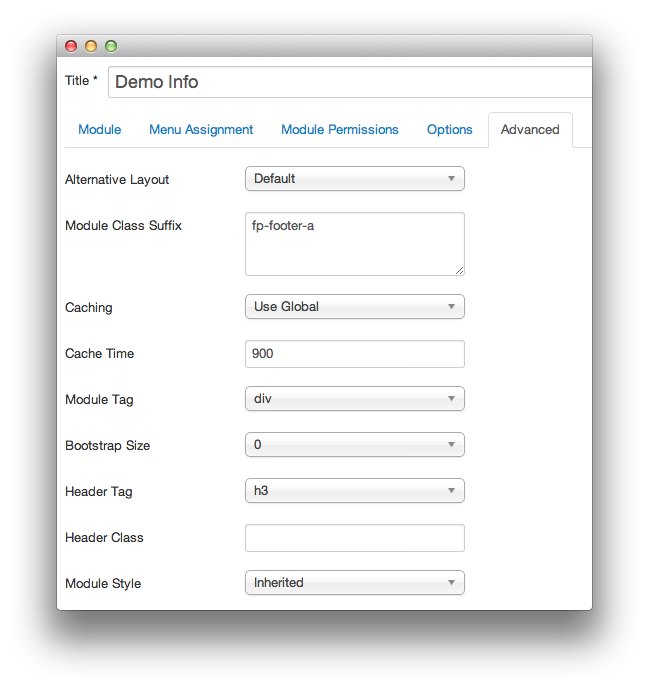 Title * Demo Info
Module Menu Assignment Module Permissions Options Advanced
Alternative Layout Default
Module Class Suffix fp-footer-a
Caching Use Global
Cache Time 900
Module Tag div
Bootstrap Size 0
Header Tag h3
Header Class
Module Style Inherited